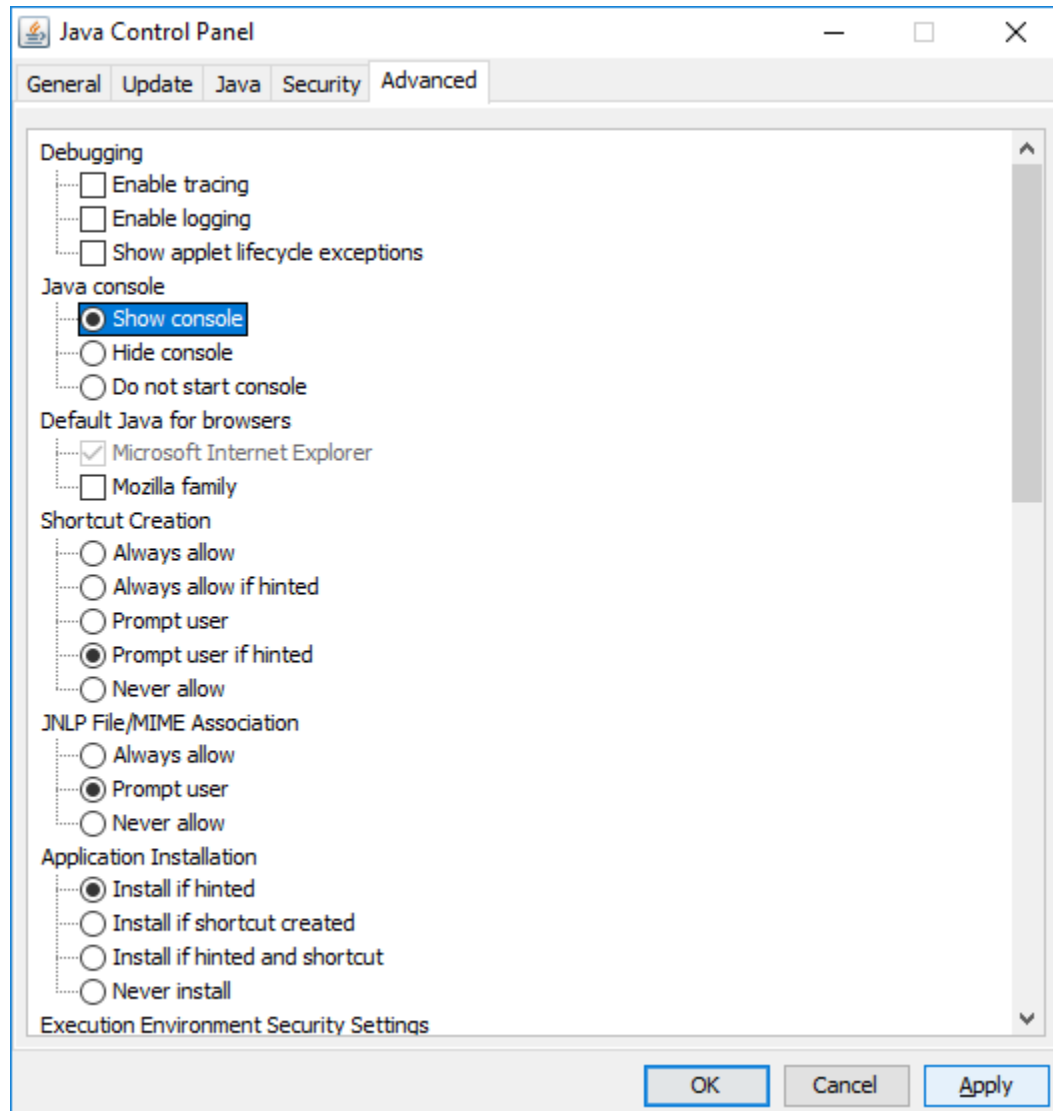 Java Control Panel
General Update Java Security Advanced
Debugging
Enable tracing
Enable logging
Show applet lifecycle exceptions
Java console
Show console
Hide console
Do not start console
Default Java for browsers
Microsoft Internet Explorer
Mozilla family
Shortcut Creation
Always allow
Always allow if hinted
Prompt user
Prompt user if hinted
Never allow
JNLP File/MIME Association
Always allow
Prompt user
Never allow
Application Installation
Install if hinted
Install if shortcut created
Install if hinted and shortcut
Never install
Execution Environment Security Settings
OK Cancel Apply